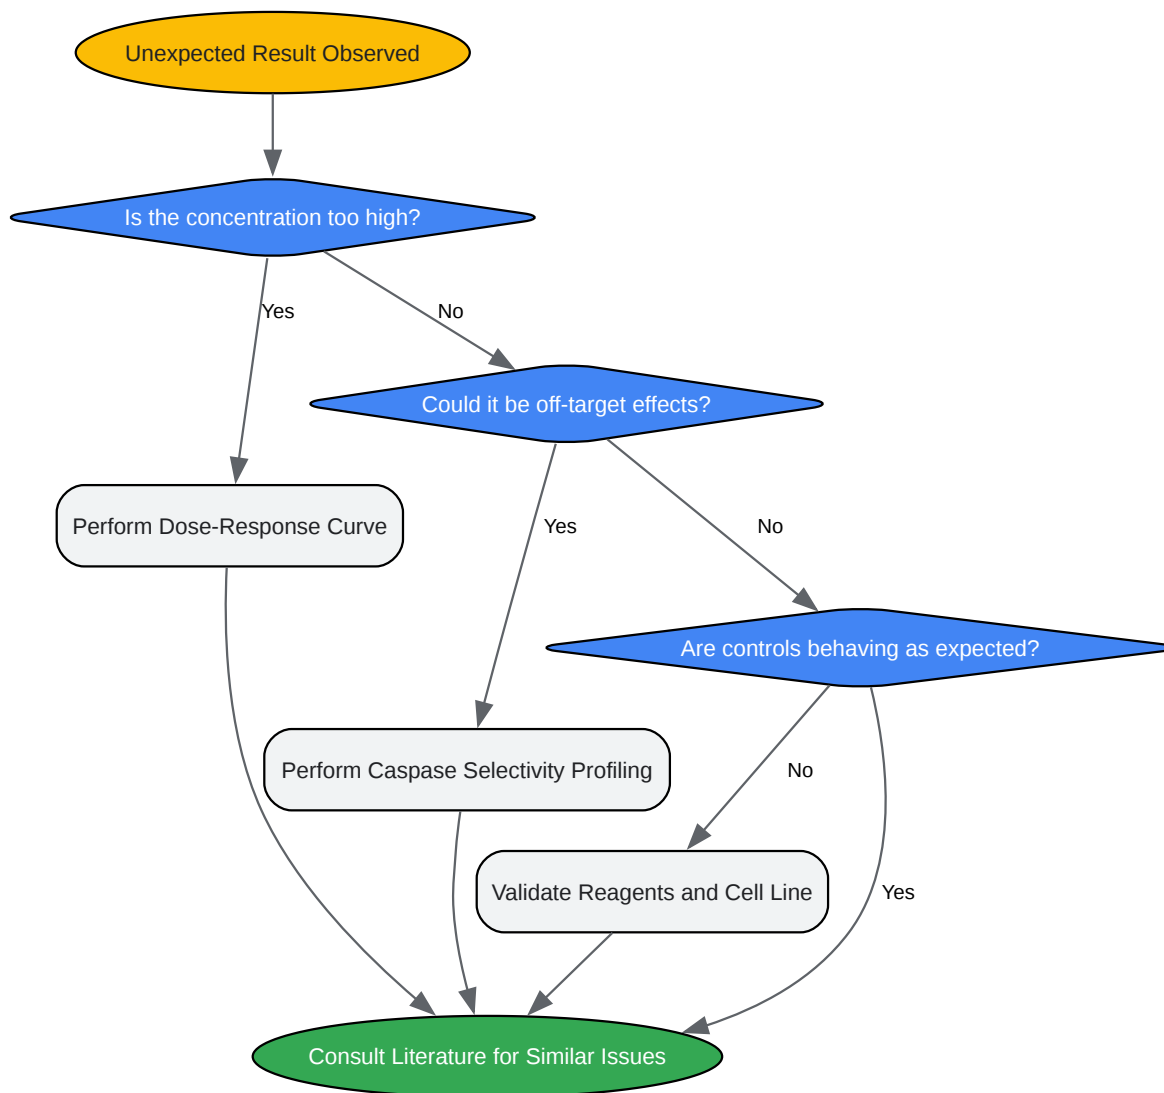 Unexpected Result Observed
Is the concentration too high?
Yes
No
Could it be off-target effects?
Perform Dose-Response Curve
Yes
No
Are controls behaving as expected?
Perform Caspase Selectivity Profiling
No
Validate Reagents and Cell Line
Yes
Consult Literature for Similar Issues